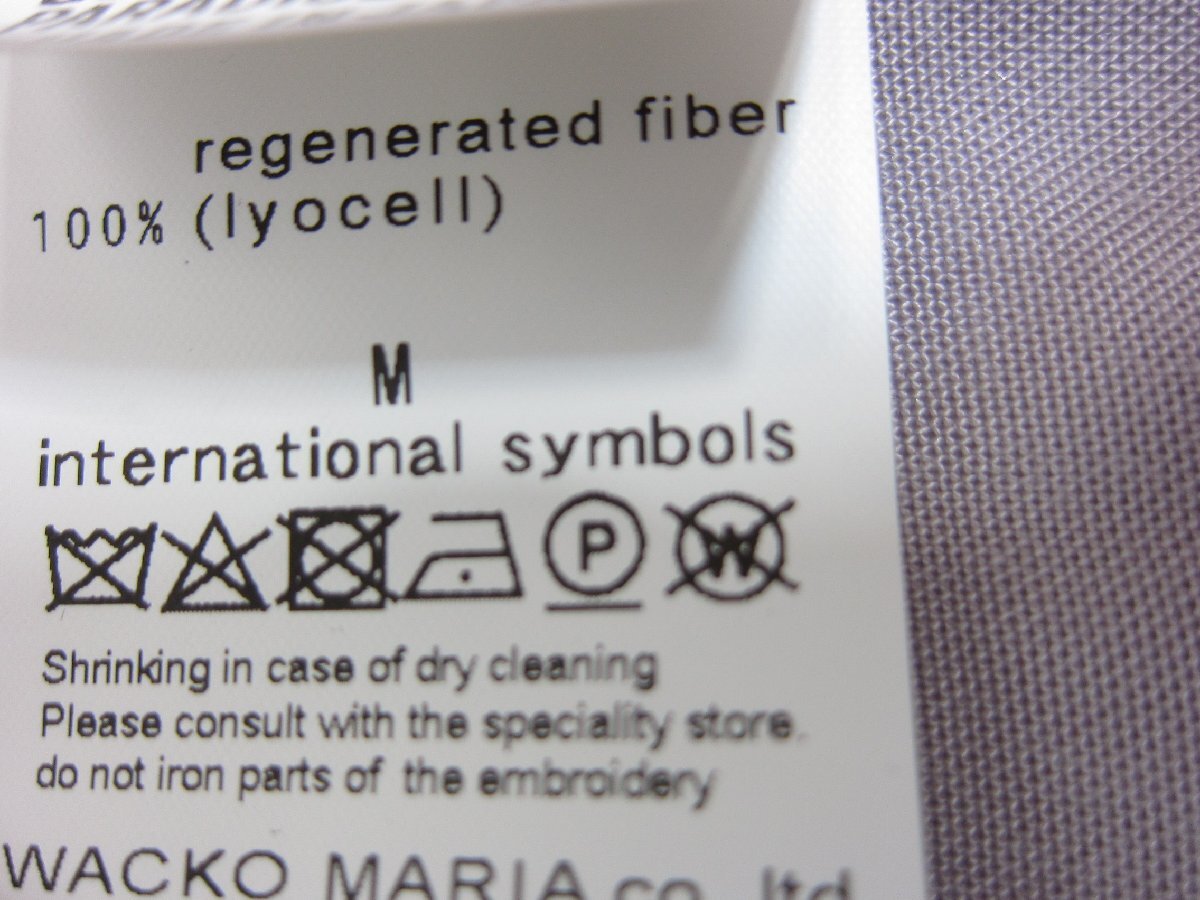 regenerated fiber
100% (lyocell)
M
international symbols
P W
Shrinking in case of dry cleaning
Please consult with the speciality store.
do not iron parts of the embroidery
WACKO MARIA co. ltd